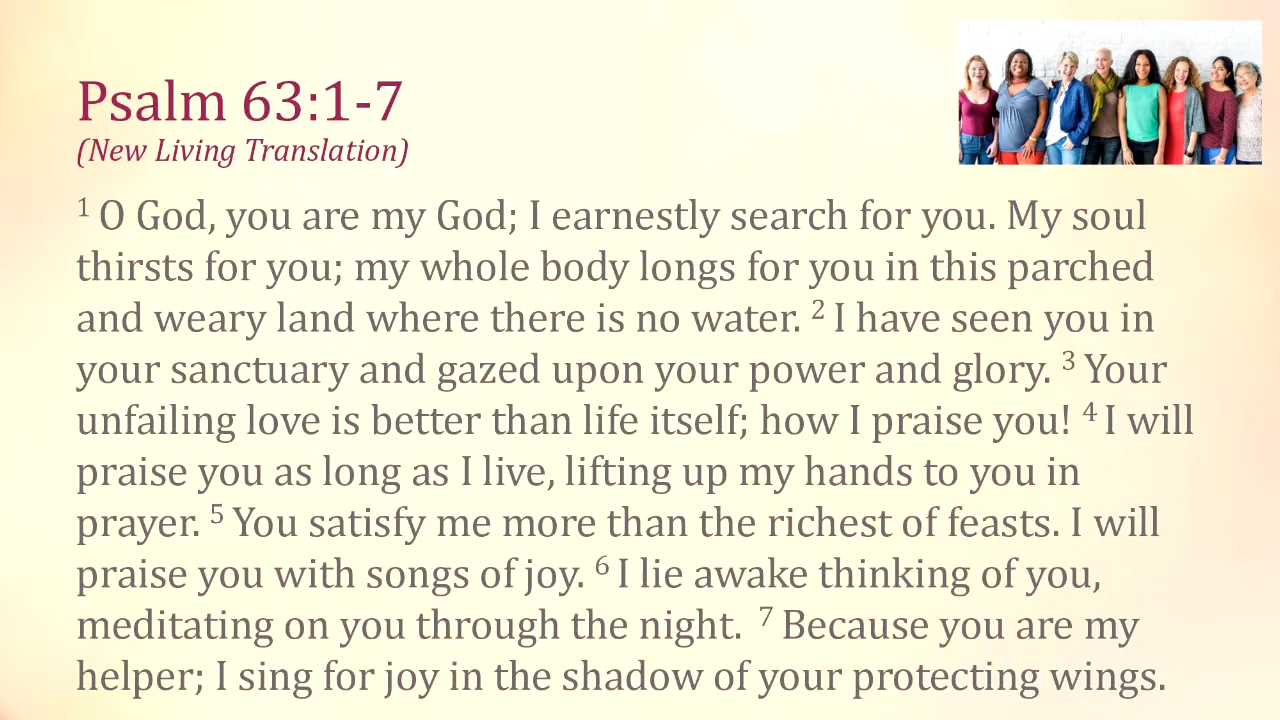 Psalm 63:1-7
(New Living Translation)
1 O God, you are my God; I earnestly search for you. My soul
thirsts for you; my whole body longs for you in this parched
and weary land where there is no water. 2 I have seen you in
your sanctuary and gazed upon your power and glory. 3 Your
unfailing love is better than life itself; how I praise you! 4 I will
praise you as long as I live, lifting up my hands to you in
prayer. 5 You satisfy me more than the richest of feasts. I will
praise you with songs of joy. 6 I lie awake thinking of you,
meditating on you through the night. 7 Because you are my
helper; I sing for joy in the shadow of your protecting wings.